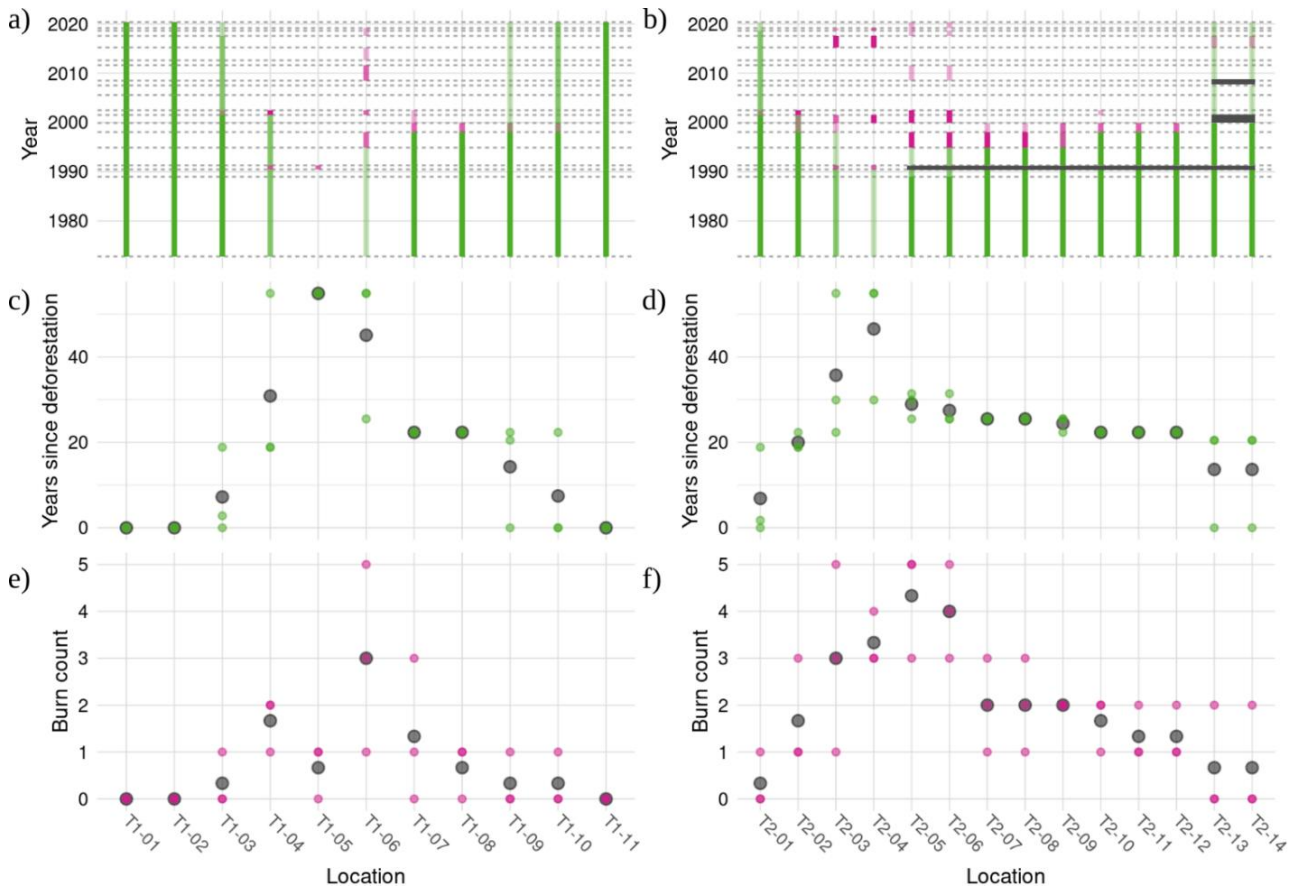 a)
Year
2020
2010
2000
1990
1980
b)
Year
2020
2010
2000
1990
1980
c)
Years since deforestation
40
20
0
d)
Years since deforestation
40
20
0
e)
Burn count
5
4
3
2
1
0
T1-01
T1-02
T1-03
T1-04
T1-05
T1-06
T1-07
T1-08
T1-09
T1-10
T1-11
Location
f)
Burn count
5
4
3
2
1
0
T2-01
T2-02
T2-03
T2-04
T2-05
T2-06
T2-07
T2-08
T2-09
T2-10
T2-11
T2-12
T2-13
T2-14
Location